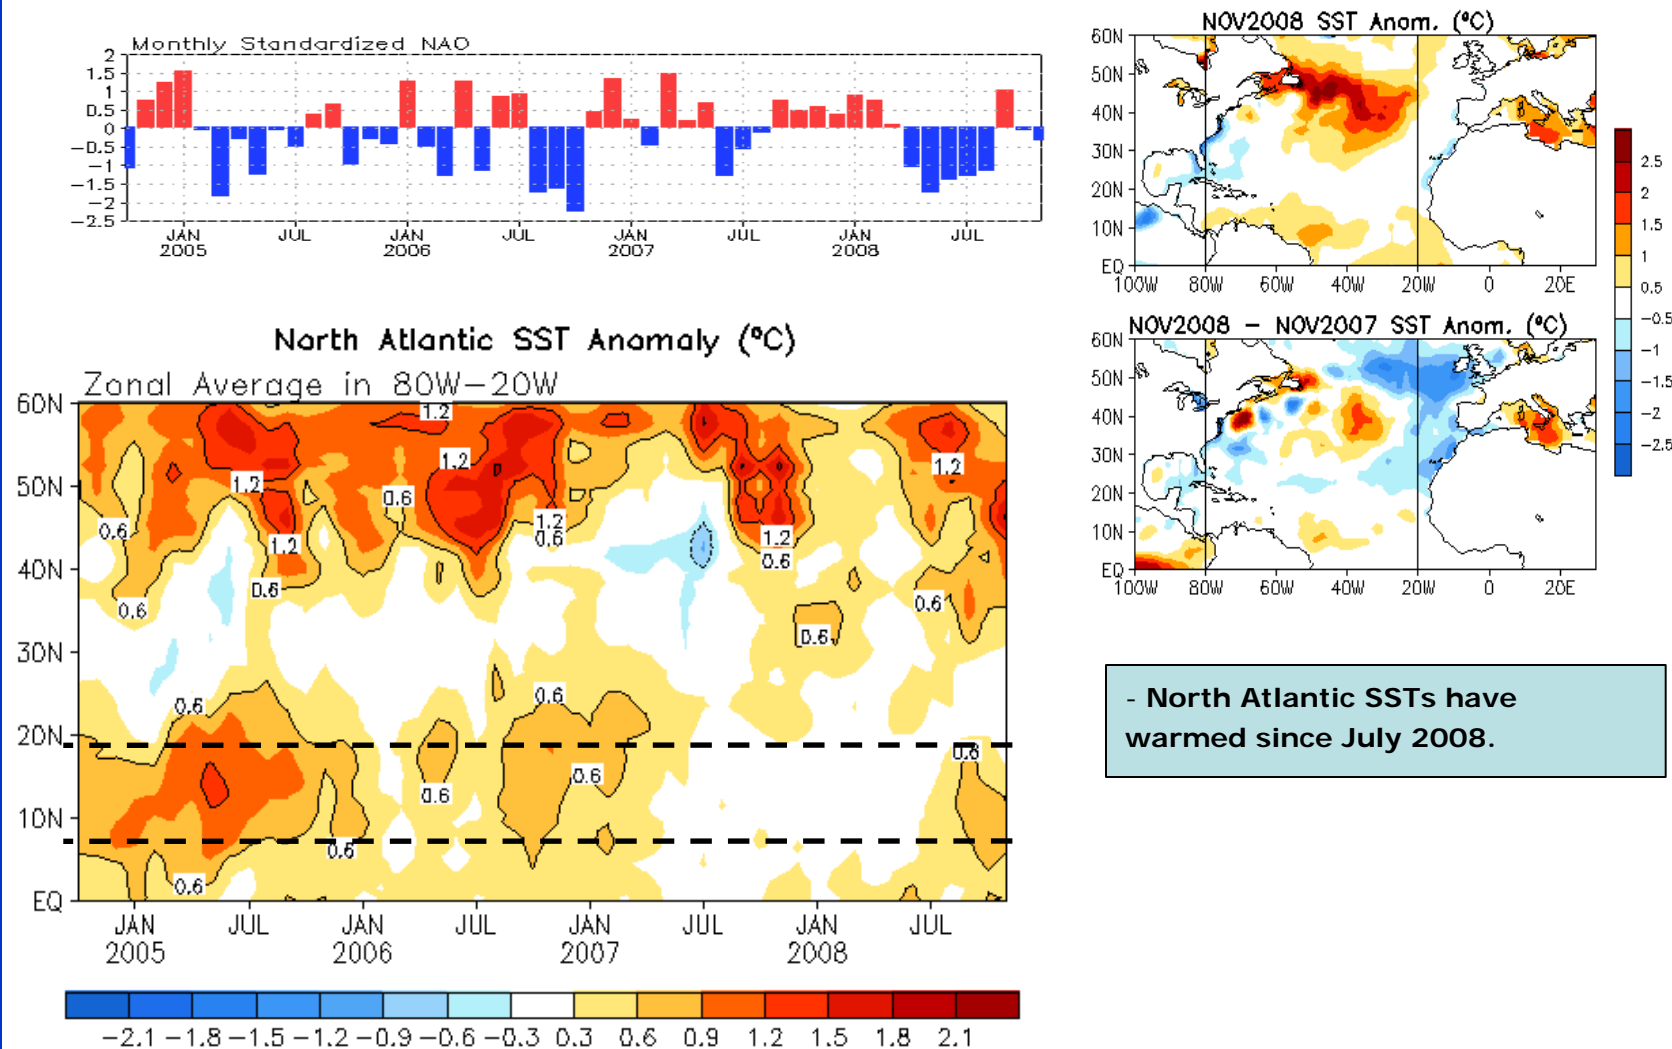 Monthly Standardized NAO
2
1.5
1
0.5
0
−0.5
−1
−1.5
−2
−2.5
JAN JUL JAN JUL JAN JUL JAN JUL
2005 2006 2007 2008
North Atlantic SST Anomaly (ºC)
Zonal Average in 80W−20W
60N
50N
40N
30N
20N
10N
EQ
1.2
1.2
1.2
1.2
0.6
0.6
1.2
0.6
1.2
0.6
0.6
0.6
1.2
0.6
0.6
0.6
0.6
0.6
0.6
0.6
0.6
0.6
0.6
JAN JUL JAN JUL JAN JUL JAN JUL
2005 2006 2007 2008
−2.1 −1.8 −1.5 −1.2 −0.9 −0.6 −0.3 0.3 0.6 0.9 1.2 1.5 1.8 2.1
NOV2008 SST Anom. (ºC)
60N
50N
40N
30N
20N
10N
EQ
100W 80W 60W 40W 20W 0 20E
NOV2008 − NOV2007 SST Anom. (ºC)
60N
50N
40N
30N
20N
10N
EQ
100W 80W 60W 40W 20W 0 20E
2.5
2
1.5
1
0.5
−0.5
−1
−1.5
−2
−2.5
- North Atlantic SSTs have
warmed since July 2008.